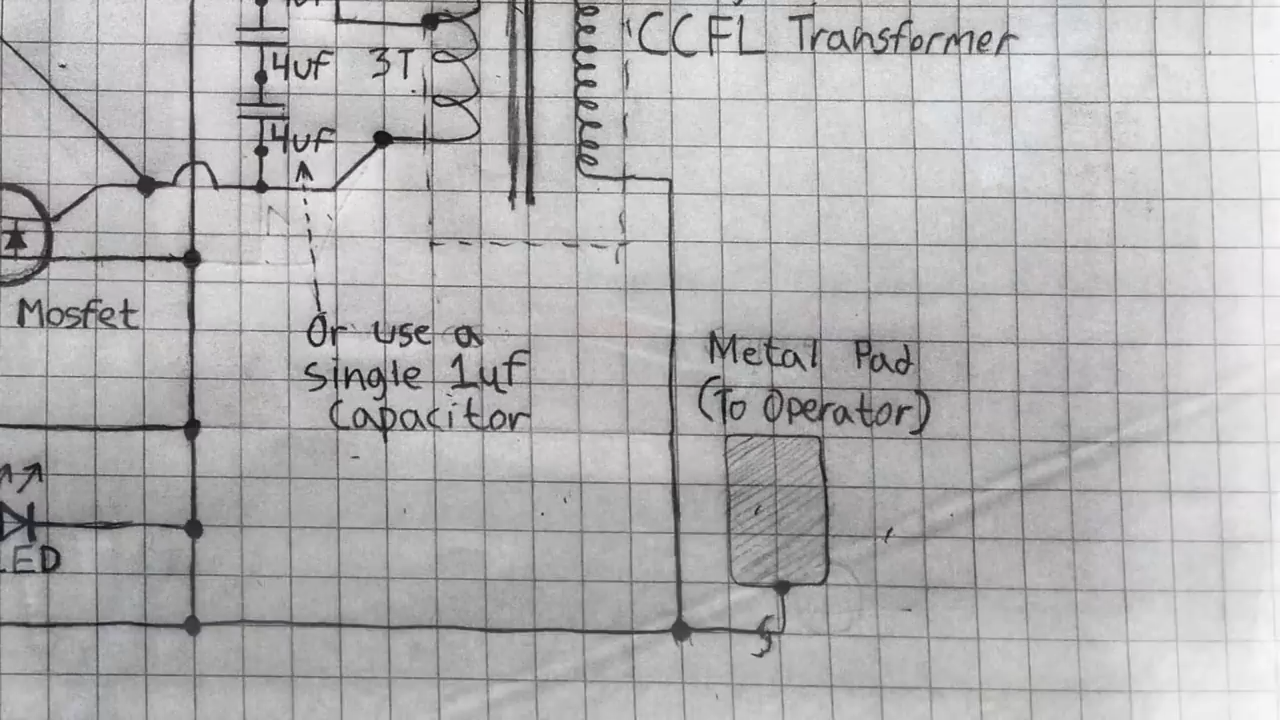 CCFL Transformer
4uf
3T
4uf
Mosfet
Or use a
single 1uf
Capacitor
Metal Pad
(To Operator)
LED